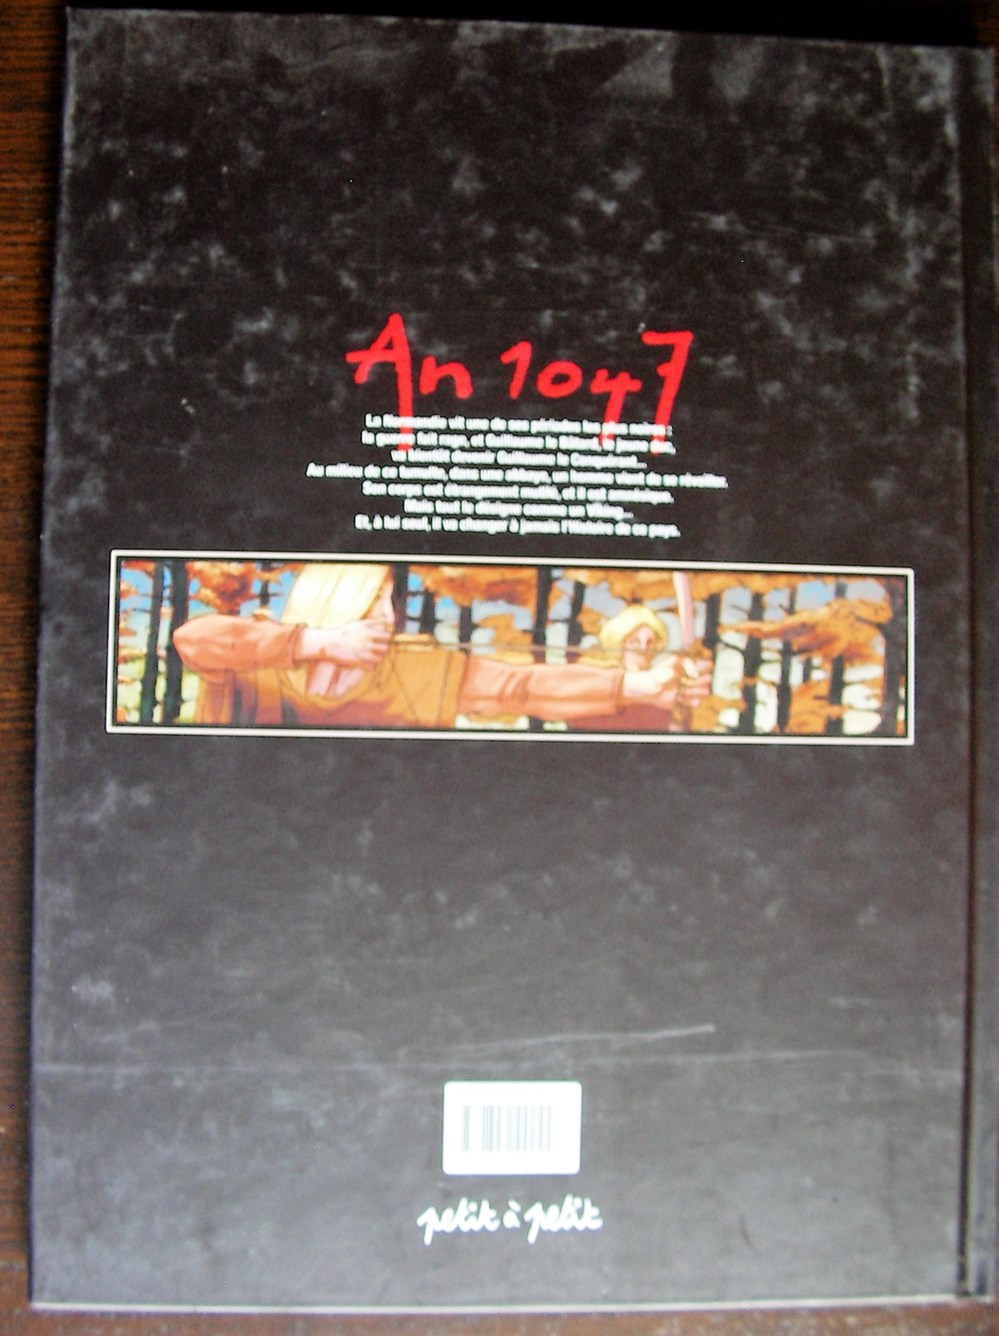 An 1047
La Normandie vit une de ses périodes les plus noires :
la guerre fait rage, et Guillaume le Bâtard, le jeune duc,
va bientôt devenir Guillaume le Conquérant...
Au milieu de ce tumulte, dans une auberge, un homme vient de se réveiller.
Son corps est étrangement mutilé, et il est amnésique.
Mais tout le désigne comme un Viking...
Et, à lui seul, il va changer à jamais l'Histoire de ce pays.
petit à petit